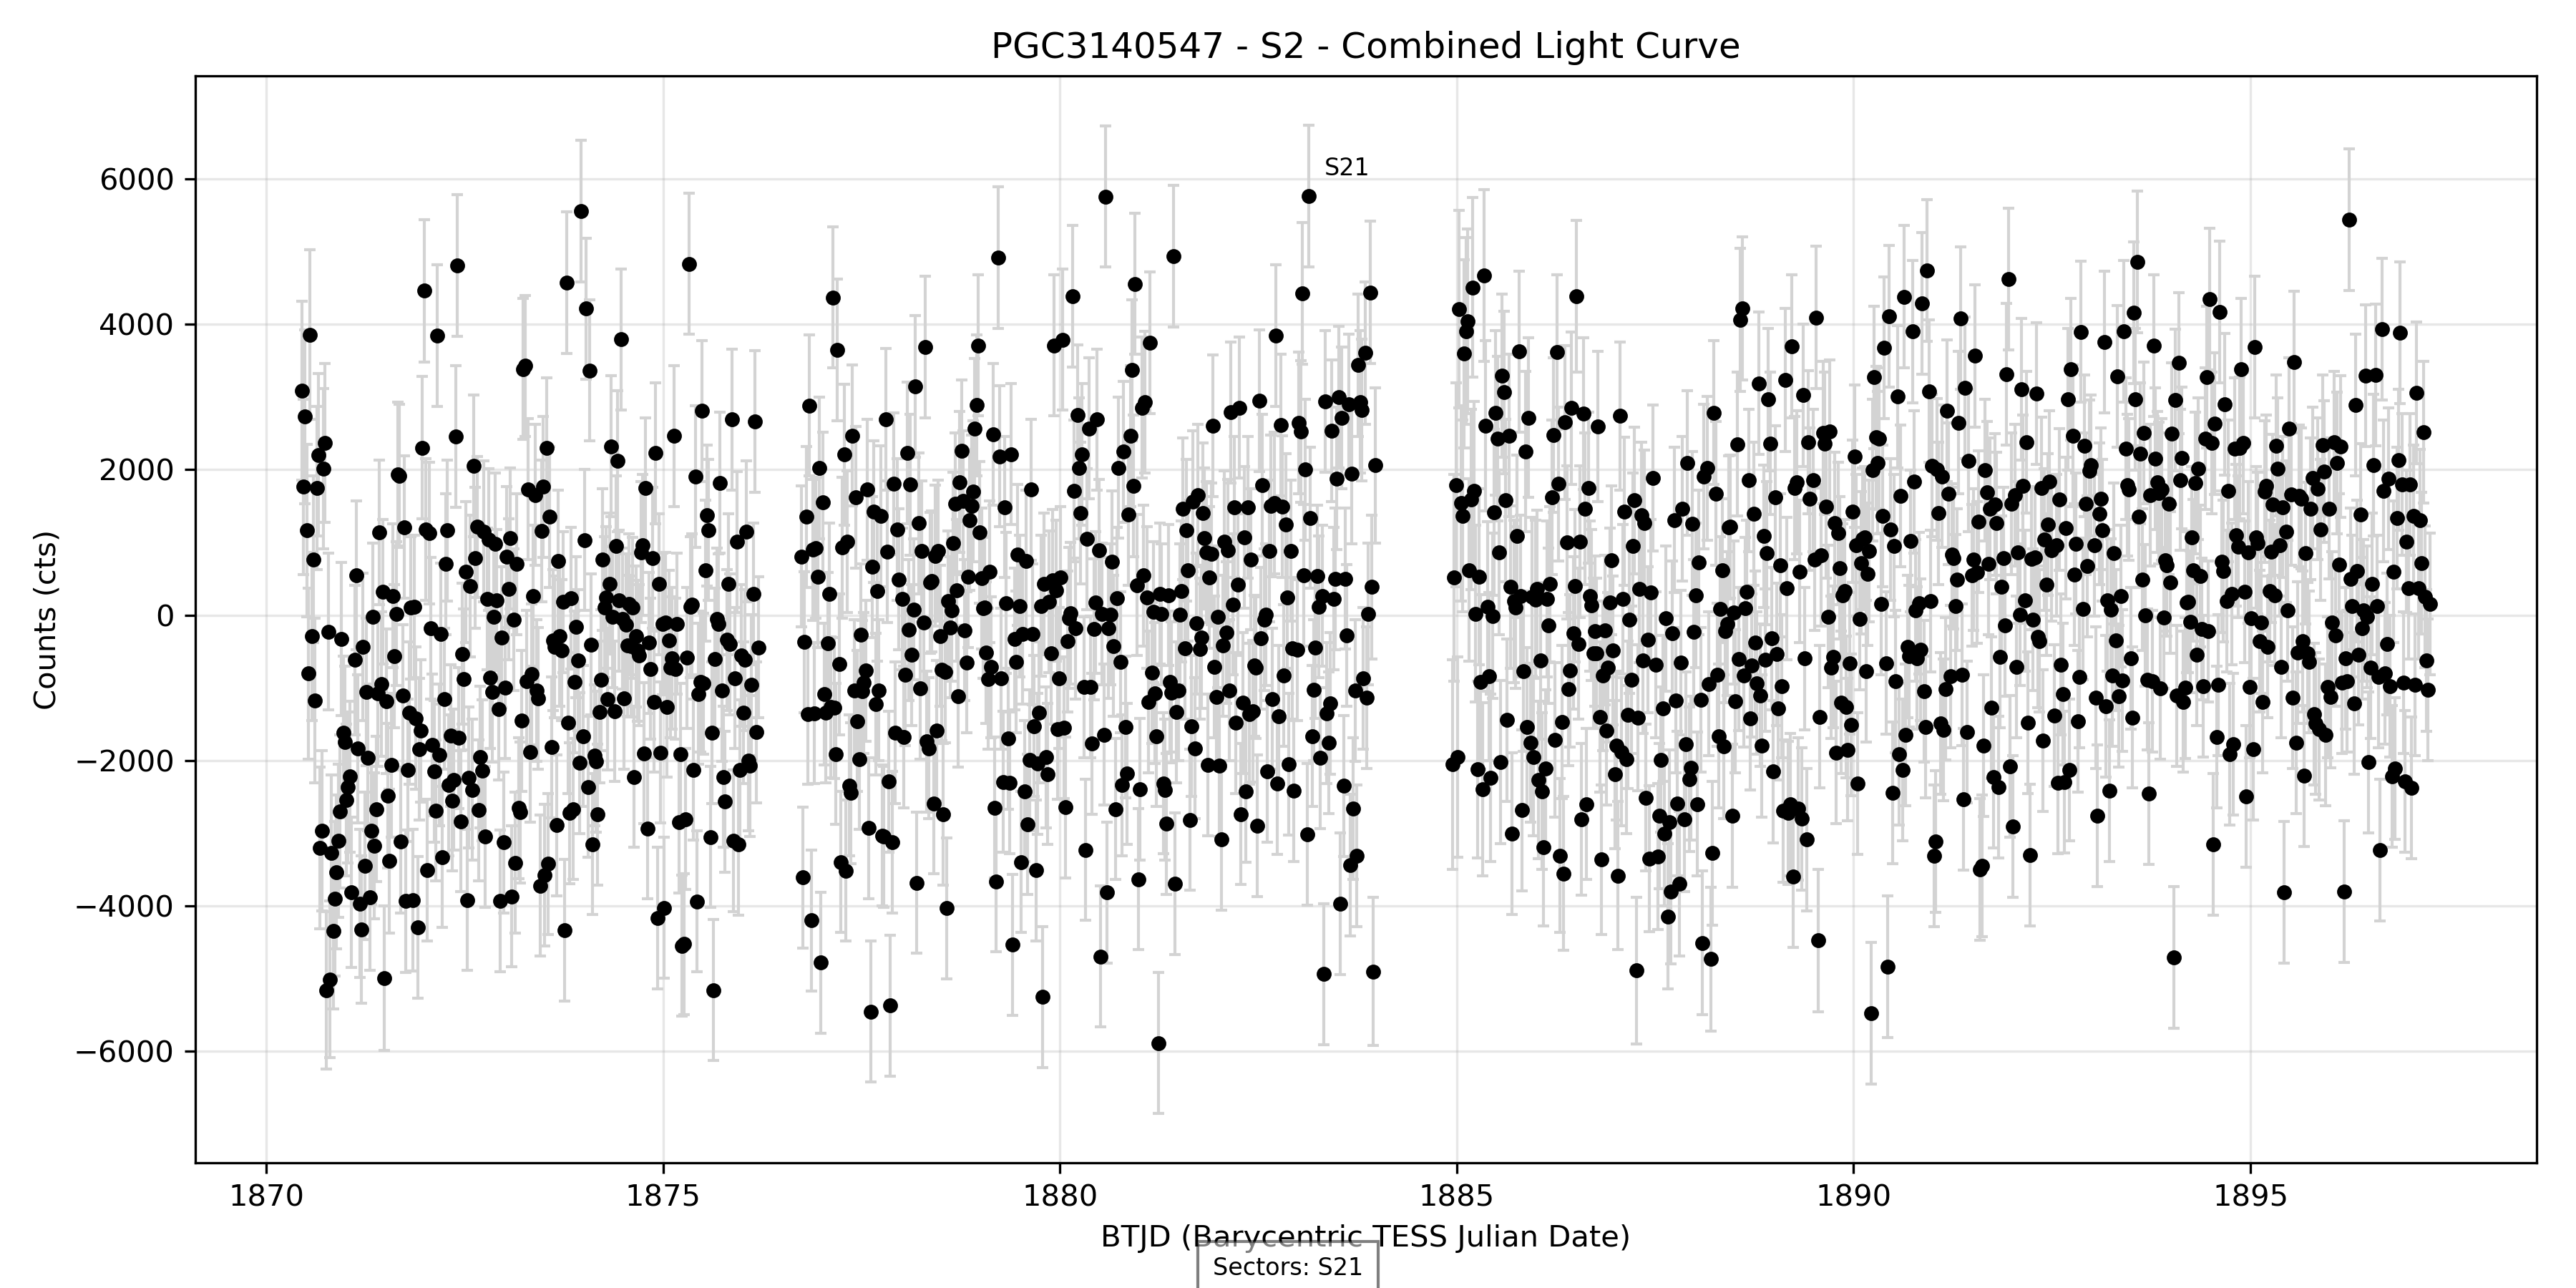 PGC3140547 - S2 - Combined Light Curve
S21
6000
4000
2000
0
−2000
−4000
−6000
Counts (cts)
1870
1875
1880
1885
1890
1895
BTJD (Barycentric TESS Julian Date)
Sectors: S21